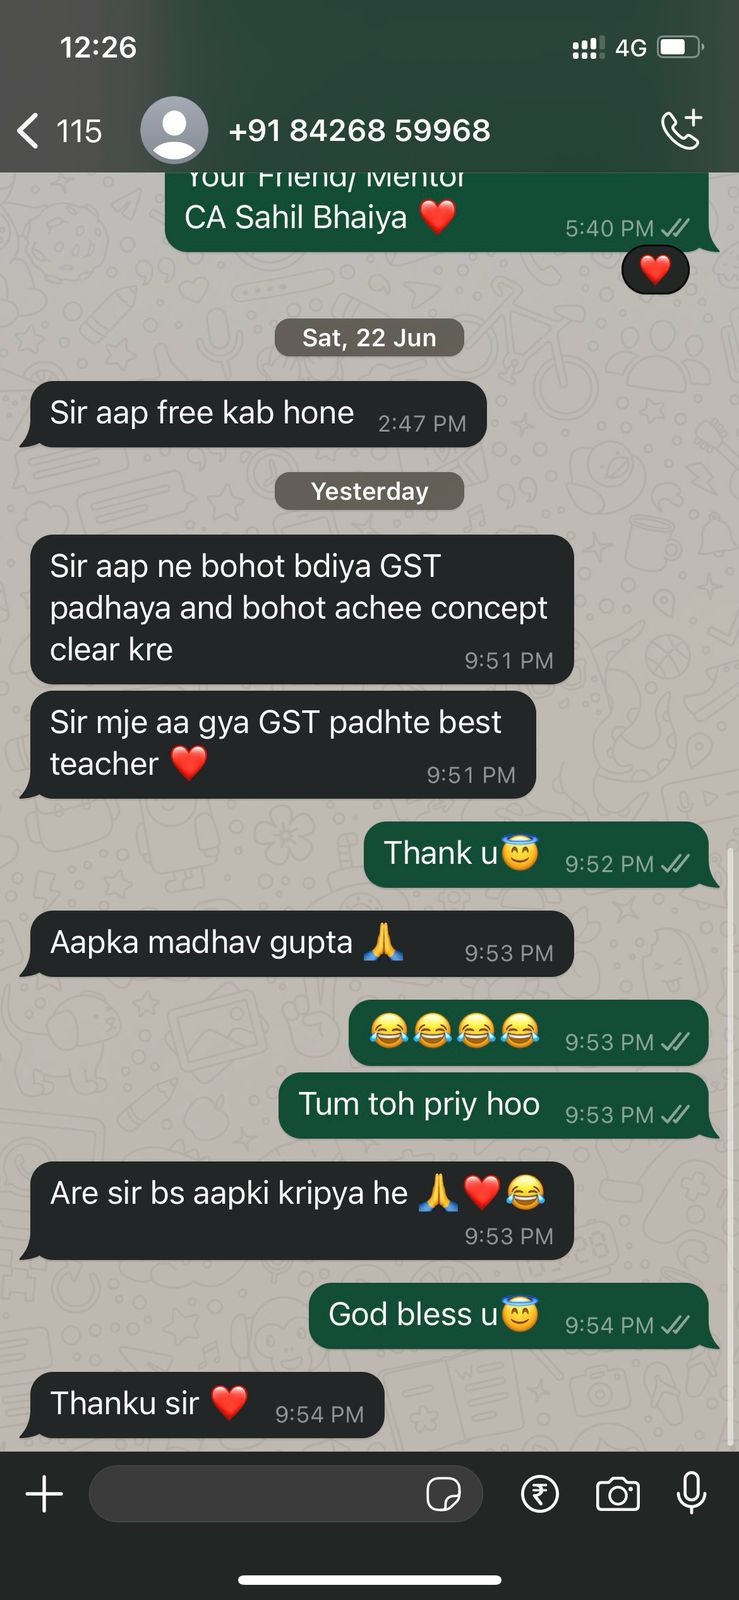 12:26
4G
115
+91 84268 59968
Your Friend/ Mentor
CA Sahil Bhaiya ❤️
5:40 PM
❤️
Sat, 22 Jun
Sir aap free kab hone 2:47 PM
Yesterday
Sir aap ne bohot bdiya GST
padhaya and bohot achee concept
clear kre
9:51 PM
Sir mje aa gya GST padhte best
teacher ❤️
9:51 PM
Thank u😇 9:52 PM
Aapka madhav gupta 🙏 9:53 PM
😂😂😂😂 9:53 PM
Tum toh priy hoo 9:53 PM
Are sir bs aapki kripya he 🙏❤️😂
9:53 PM
God bless u😇 9:54 PM
Thanku sir ❤️ 9:54 PM